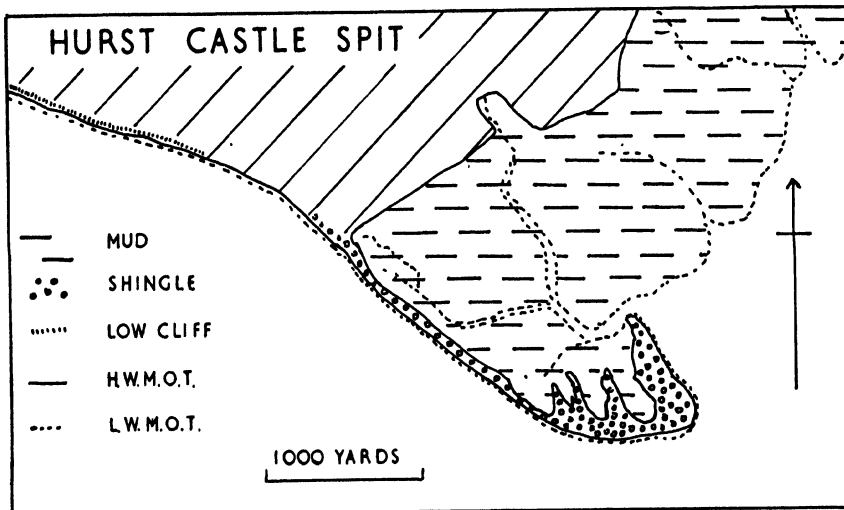 HURST CASTLE SPIT
MUD
SHINGLE
LOW CLIFF
H.W.M.O.T.
L.W.M.O.T.
1000 YARDS